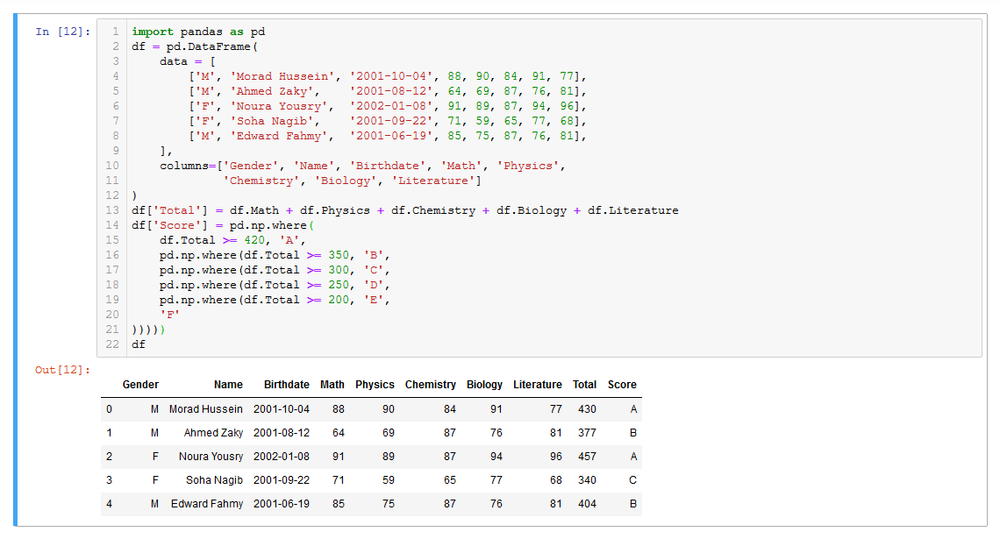 In [12]:
1 import pandas as pd
2 df = pd.DataFrame(
3     data = [
4         ['M', 'Morad Hussein', '2001-10-04', 88, 90, 84, 91, 77],
5         ['M', 'Ahmed Zaky',    '2001-08-12', 64, 69, 87, 76, 81],
6         ['F', 'Noura Yousry',  '2002-01-08', 91, 89, 87, 94, 96],
7         ['F', 'Soha Nagib',    '2001-09-22', 71, 59, 65, 77, 68],
8         ['M', 'Edward Fahmy',  '2001-06-19', 85, 75, 87, 76, 81],
9     ],
10     columns=['Gender', 'Name', 'Birthdate', 'Math', 'Physics',
11              'Chemistry', 'Biology', 'Literature']
12 )
13 df['Total'] = df.Math + df.Physics + df.Chemistry + df.Biology + df.Literature
14 df['Score'] = pd.np.where(
15     df.Total >= 420, 'A',
16     pd.np.where(df.Total >= 350, 'B',
17     pd.np.where(df.Total >= 300, 'C',
18     pd.np.where(df.Total >= 250, 'D',
19     pd.np.where(df.Total >= 200, 'E',
20     'F'
21 )))))
22 df
Out[12]:
Gender Name Birthdate Math Physics Chemistry Biology Literature Total Score
0 M Morad Hussein 2001-10-04 88 90 84 91 77 430 A
1 M Ahmed Zaky 2001-08-12 64 69 87 76 81 377 B
2 F Noura Yousry 2002-01-08 91 89 87 94 96 457 A
3 F Soha Nagib 2001-09-22 71 59 65 77 68 340 C
4 M Edward Fahmy 2001-06-19 85 75 87 76 81 404 B